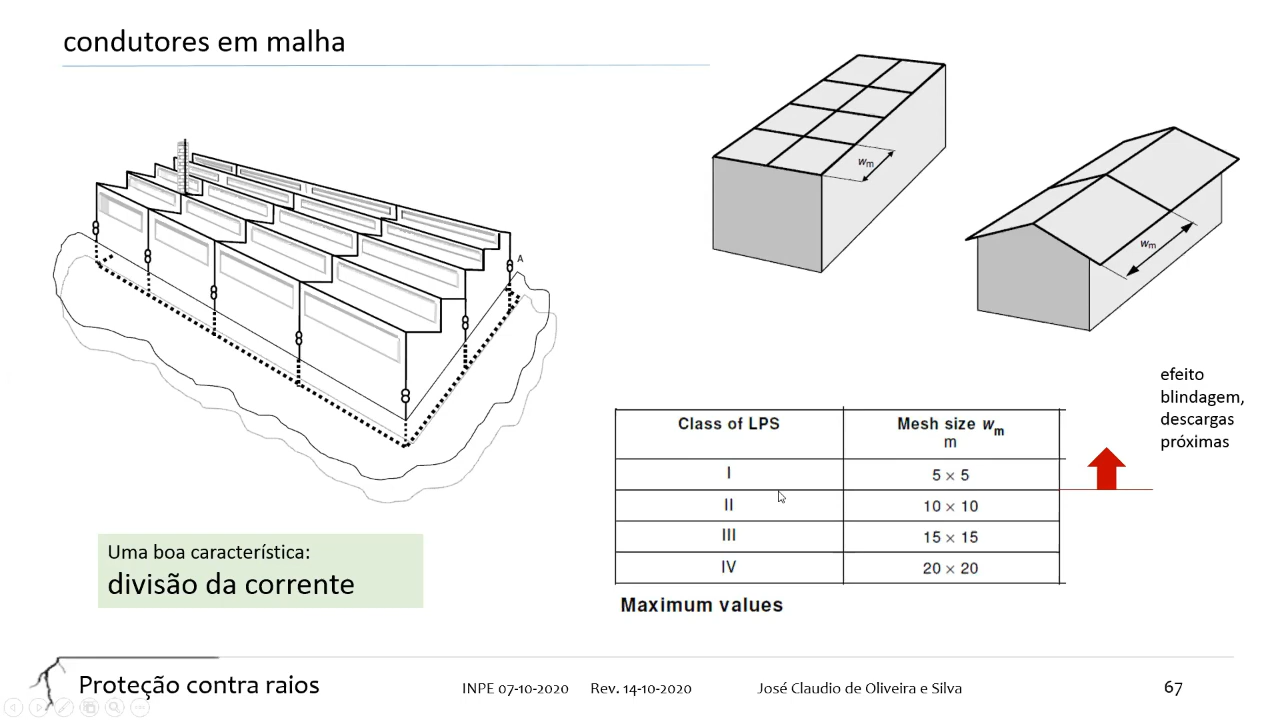 condutores em malha
wm
wm
A
efeito
blindagem,
descargas
próximas
Class of LPS
Mesh size wm
m
I
5 × 5
II
10 × 10
III
15 × 15
IV
20 × 20
Maximum values
Uma boa característica:
divisão da corrente
Proteção contra raios
INPE 07-10-2020
Rev. 14-10-2020
José Claudio de Oliveira e Silva
67